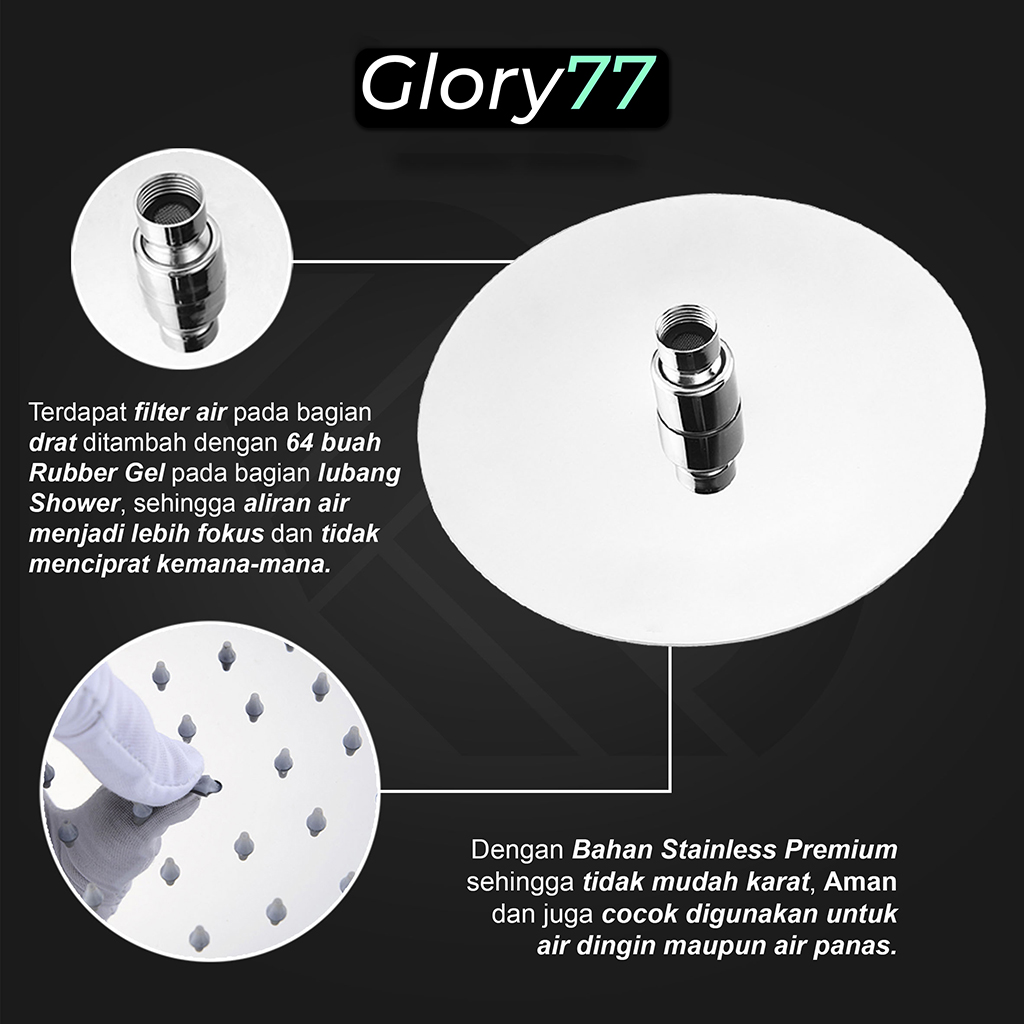 Glory77
Terdapat filter air pada bagian
drat ditambah dengan 64 buah
Rubber Gel pada bagian lubang
Shower, sehingga aliran air
menjadi lebih fokus dan tidak
menciprat kemana-mana.
Dengan Bahan Stainless Premium
sehingga tidak mudah karat, Aman
dan juga cocok digunakan untuk
air dingin maupun air panas.